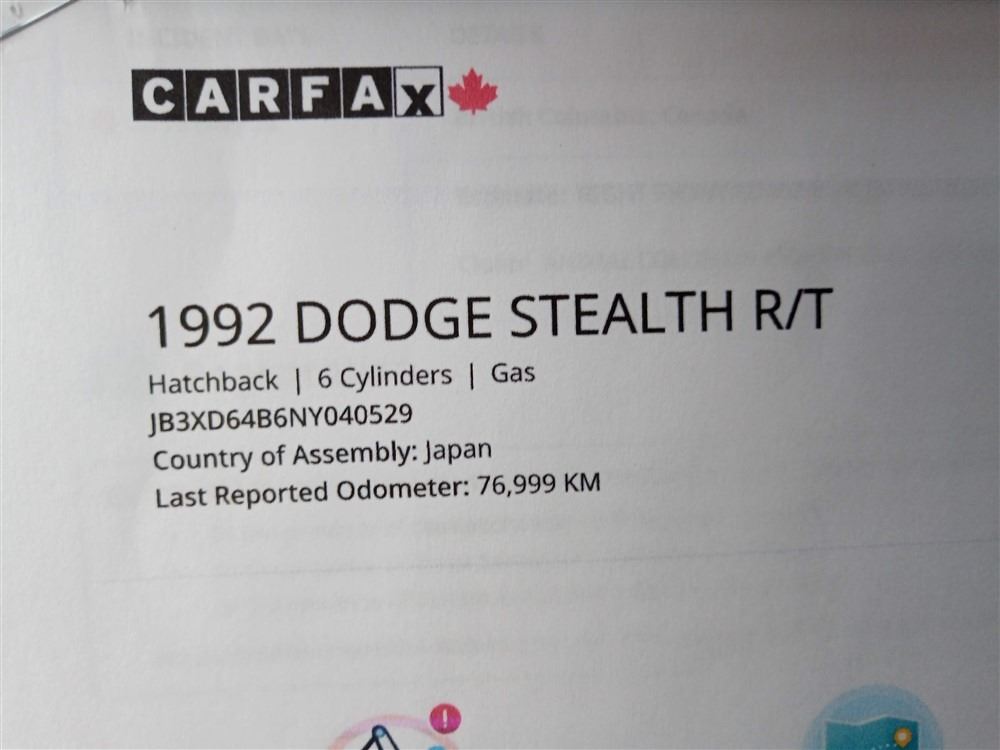 CARFAX
1992 DODGE STEALTH R/T
Hatchback | 6 Cylinders | Gas
JB3XD64B6NY040529
Country of Assembly: Japan
Last Reported Odometer: 76,999 KM